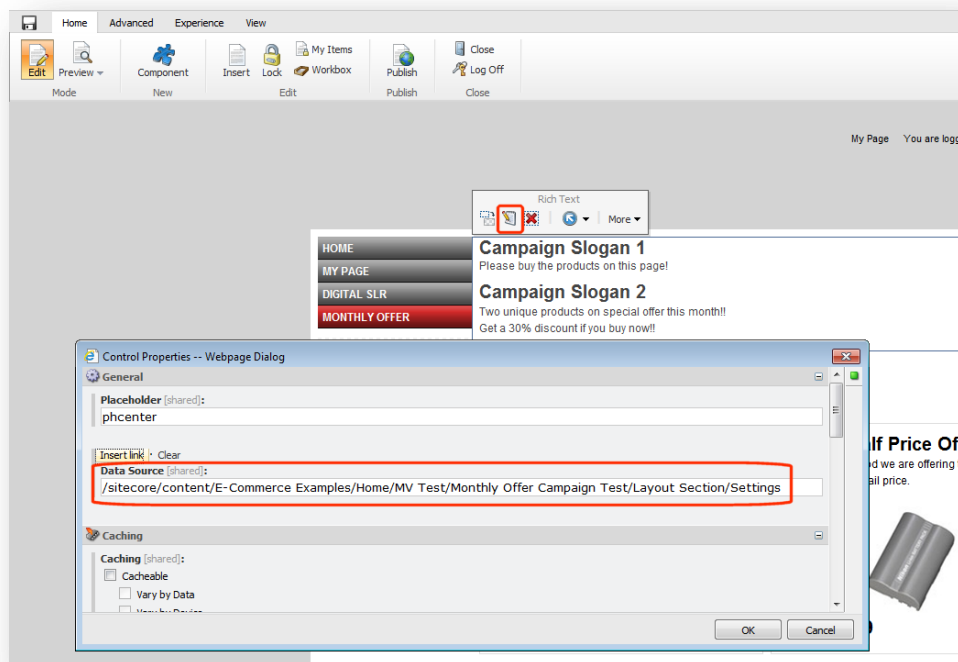 Home Advanced Experience View
Edit Preview Component Insert Lock My Items Workbox Publish Close Log Off
Mode New Edit Publish Close
My Page You are logg
Rich Text
More
HOME
MY PAGE
DIGITAL SLR
MONTHLY OFFER
Campaign Slogan 1
Please buy the products on this page!
Campaign Slogan 2
Two unique products on special offer this month!!
Get a 30% discount if you buy now!!
Control Properties -- Webpage Dialog
General
Placeholder [shared]:
phcenter
Insert link · Clear
Data Source [shared]:
/sitecore/content/E-Commerce Examples/Home/MV Test/Monthly Offer Campaign Test/Layout Section/Settings
Caching
Caching [shared]:
Cacheable
Vary by Data
Vary by Device
OK Cancel
lf Price Of
d we are offering
ail price.